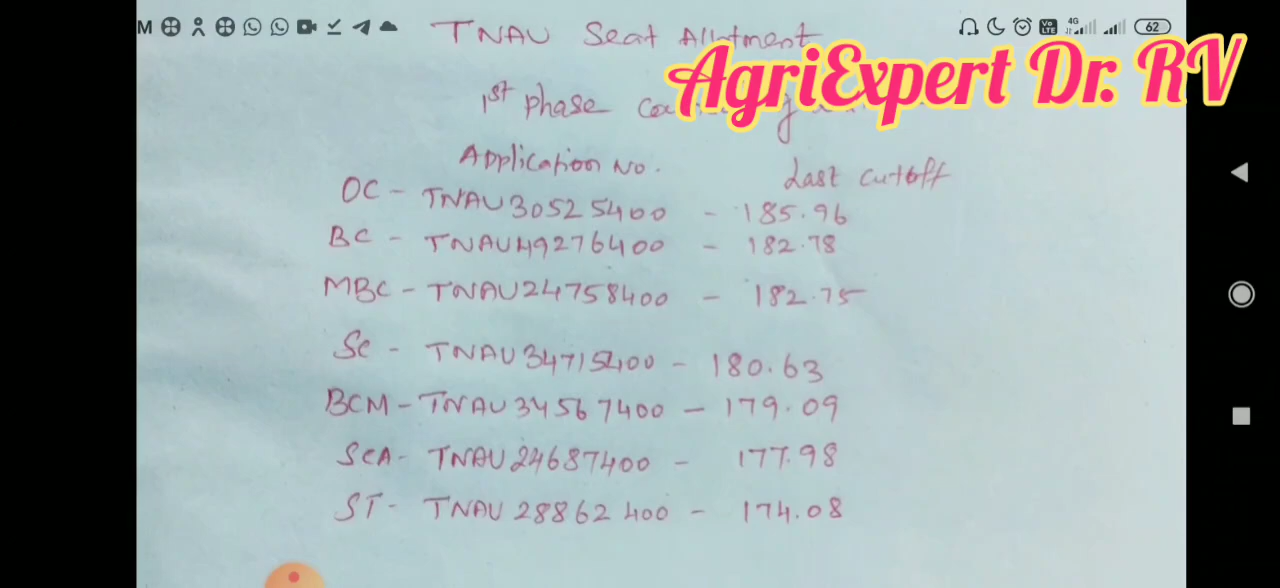 M 4G 62
TNAU Seat Allotment
AgriExpert Dr. RV
1st phase
Application No. Last cutoff
OC - TNAU30525400 - 185.96
BC - TNAU49276400 - 182.78
MBC - TNAU24758400 - 182.75
SC - TNAU34715400 - 180.63
BCM - TNAU34567400 - 179.09
SCA - TNAU24687400 - 177.98
ST - TNAU28862400 - 174.08